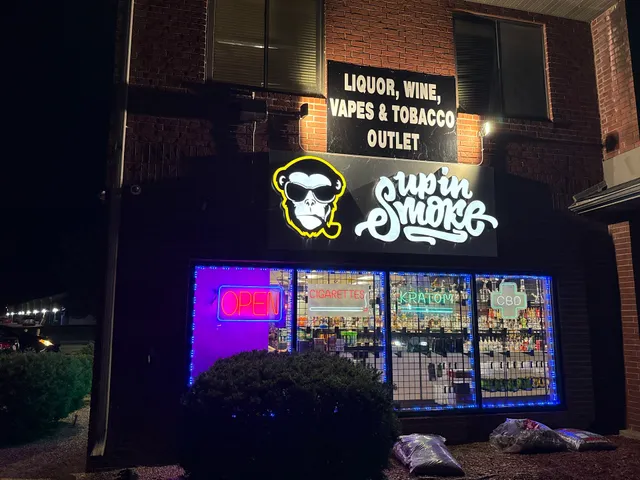 LIQUOR, WINE,
VAPES & TOBACCO
OUTLET
up in
Smoke
OPEN
CIGARETTES
KRATOM
CBD